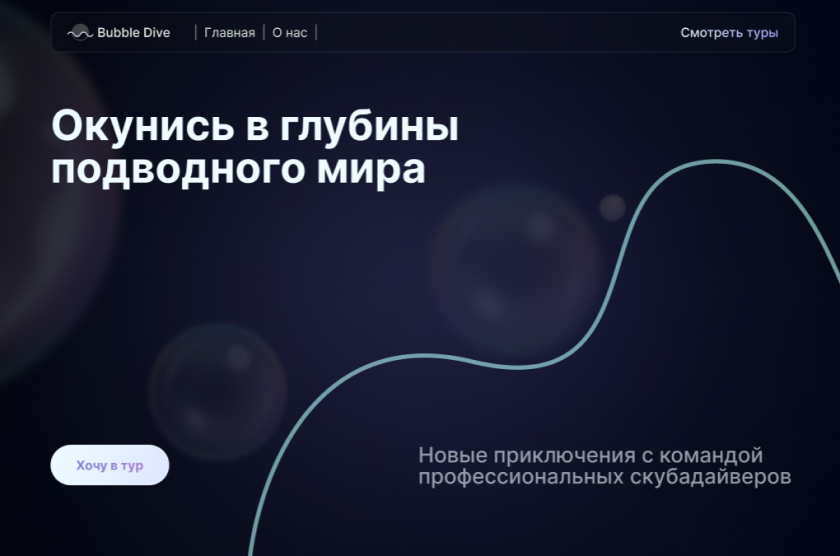 Bubble Dive | Главная | О нас | Смотреть туры
Окунись в глубины
подводного мира
Хочу в тур
Новые приключения с командой
профессиональных скубадайверов